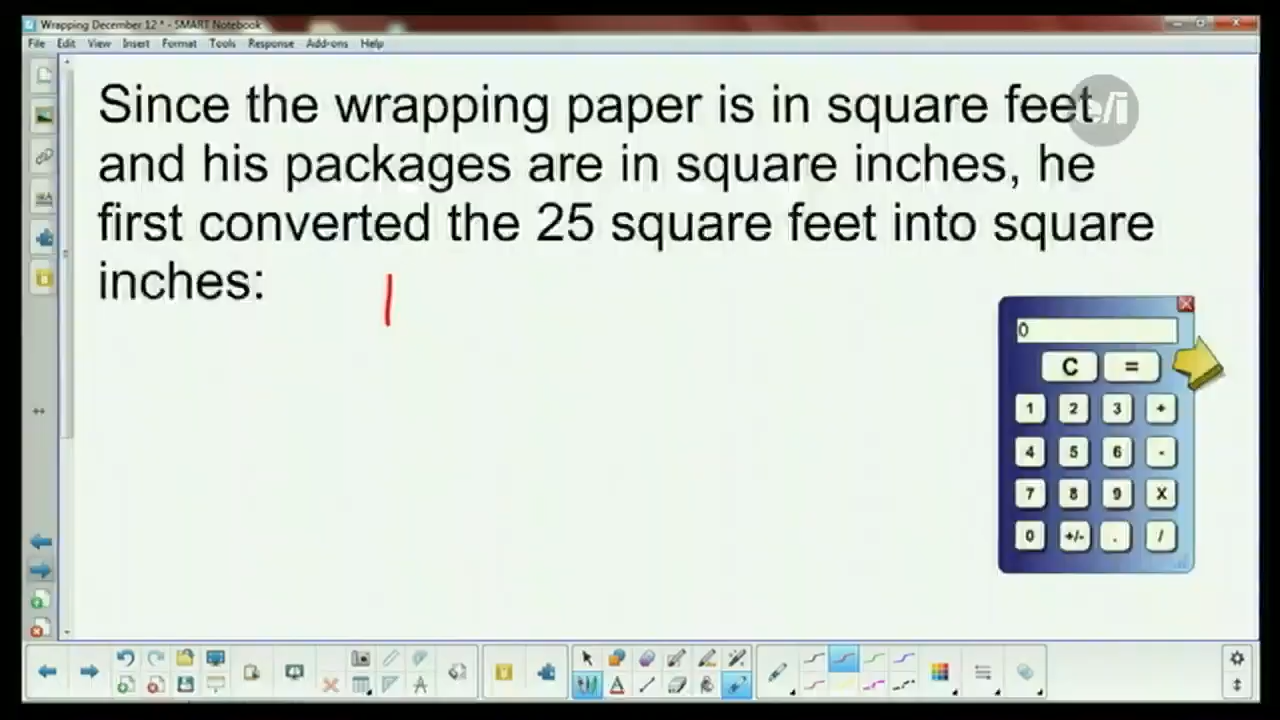 Wrapping December 12 * - SMART Notebook
File Edit View Insert Format Tools Response Add-ons Help
Since the wrapping paper is in square feet
and his packages are in square inches, he
first converted the 25 square feet into square
inches:
e/i
0
C =
1 2 3 +
4 5 6 -
7 8 9 X
0 +/- . /